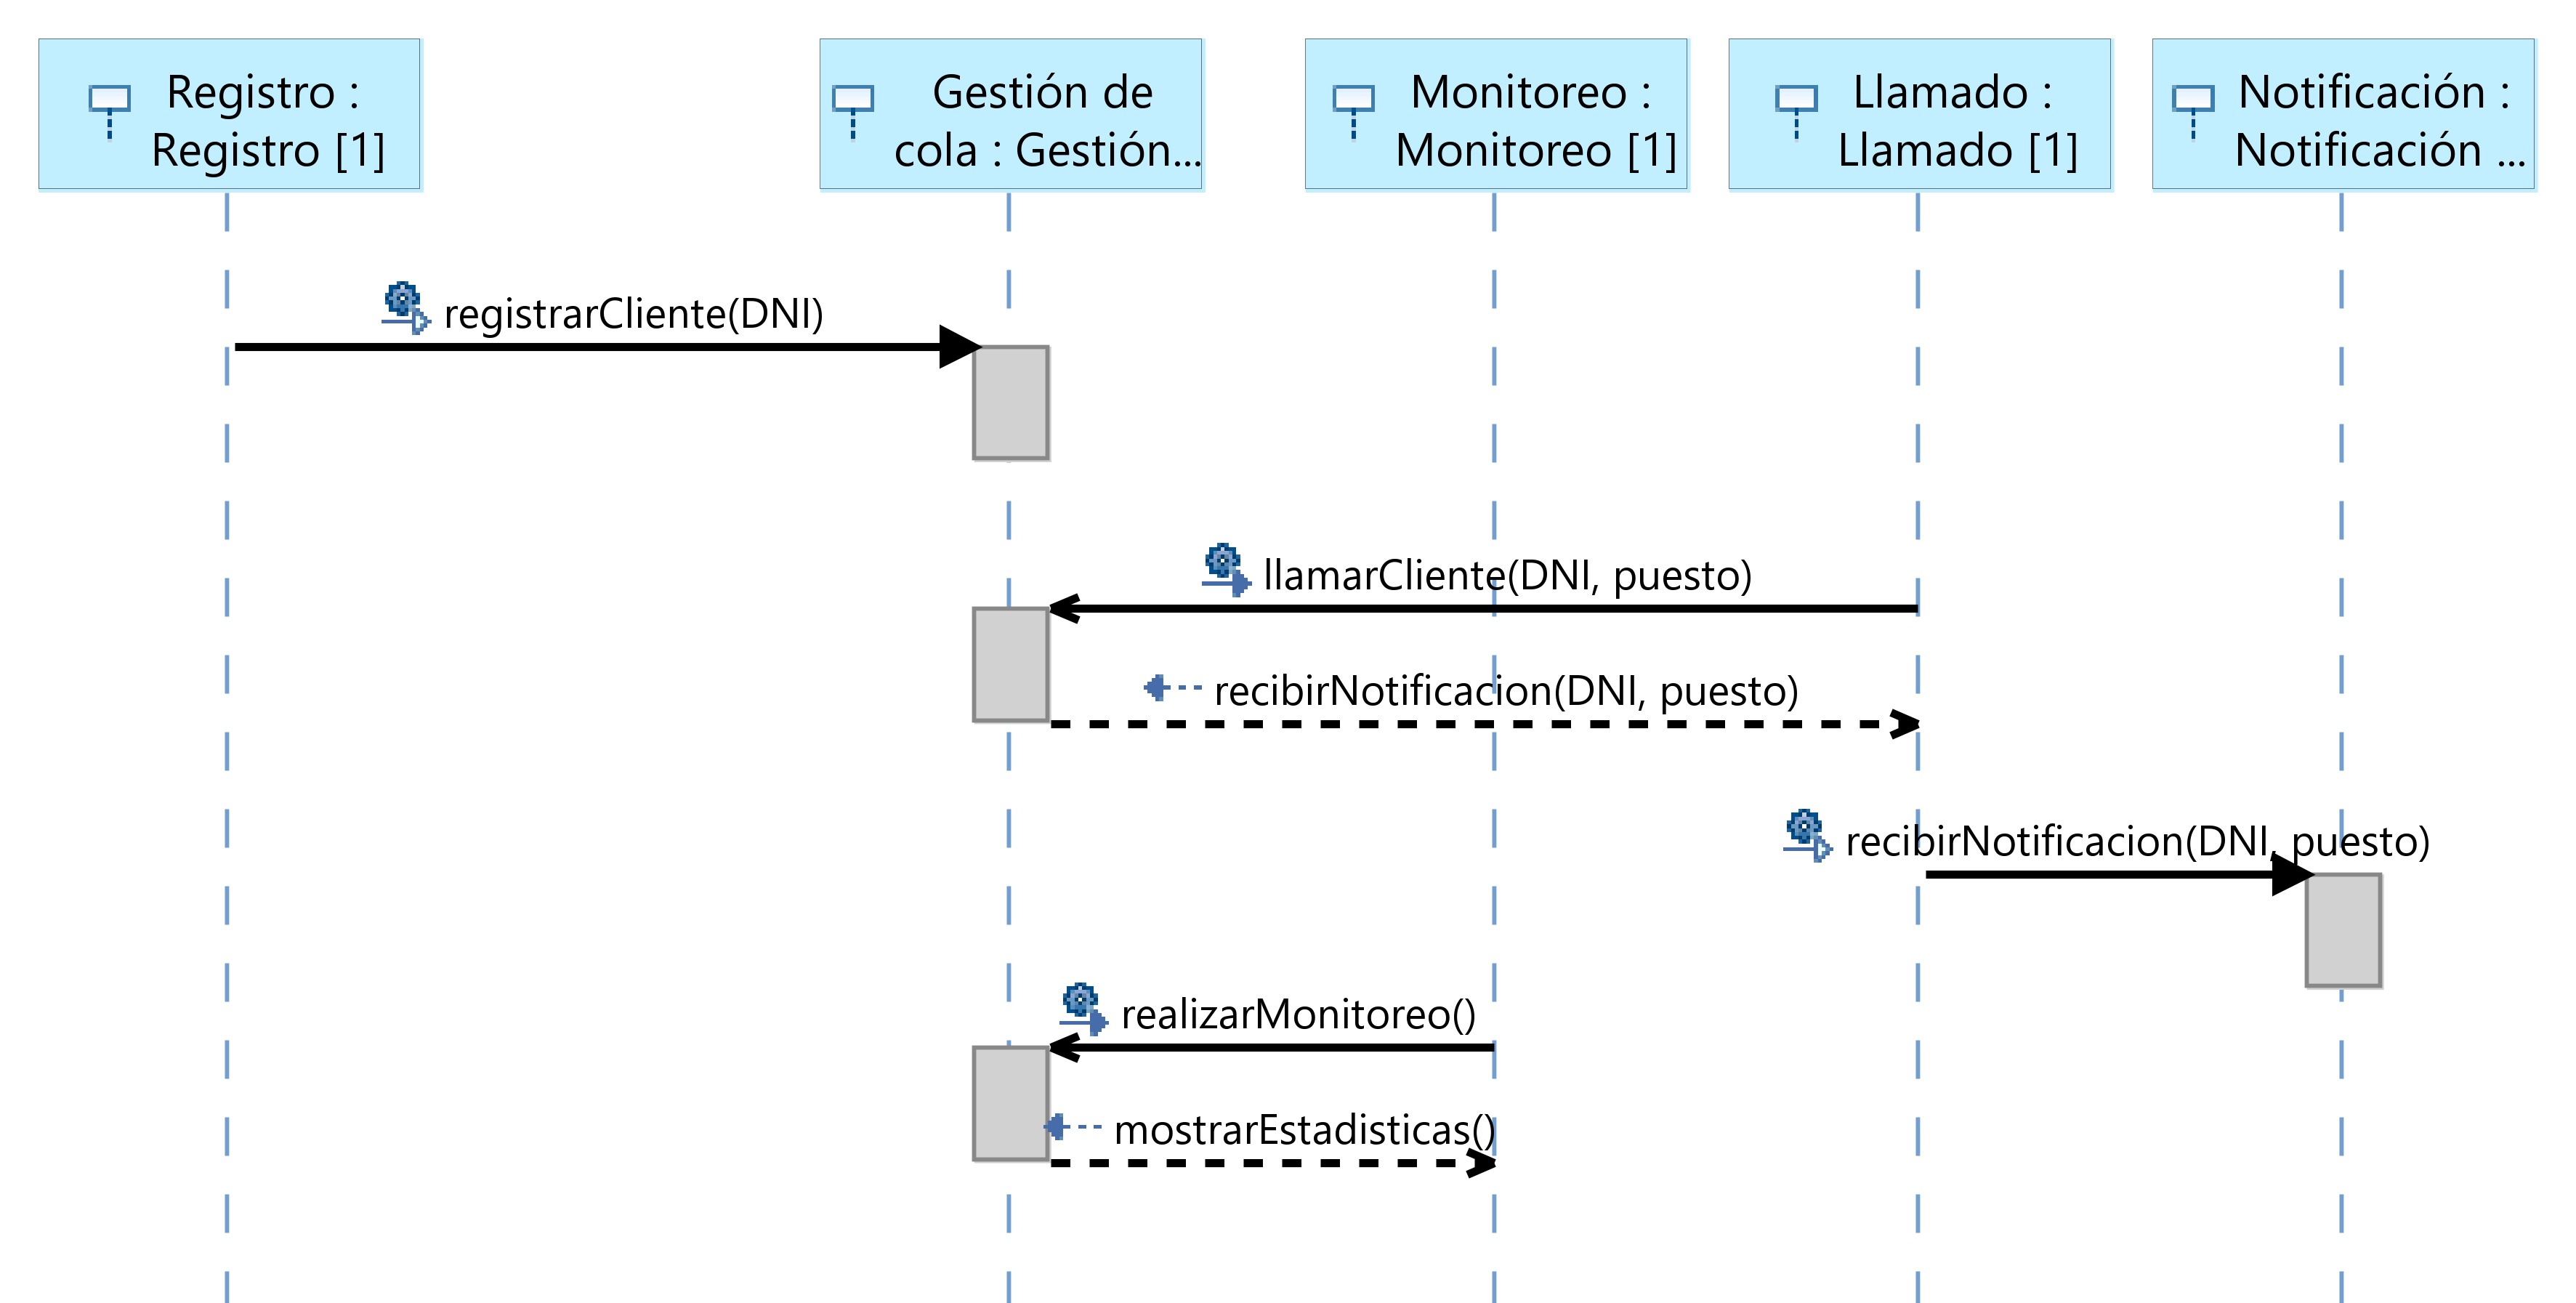 Registro :
Registro [1]
Gestión de
cola : Gestión...
Monitoreo :
Monitoreo [1]
Llamado :
Llamado [1]
Notificación :
Notificación ...
registrarCliente(DNI)
llamarCliente(DNI, puesto)
recibirNotificacion(DNI, puesto)
recibirNotificacion(DNI, puesto)
realizarMonitoreo()
mostrarEstadisticas()